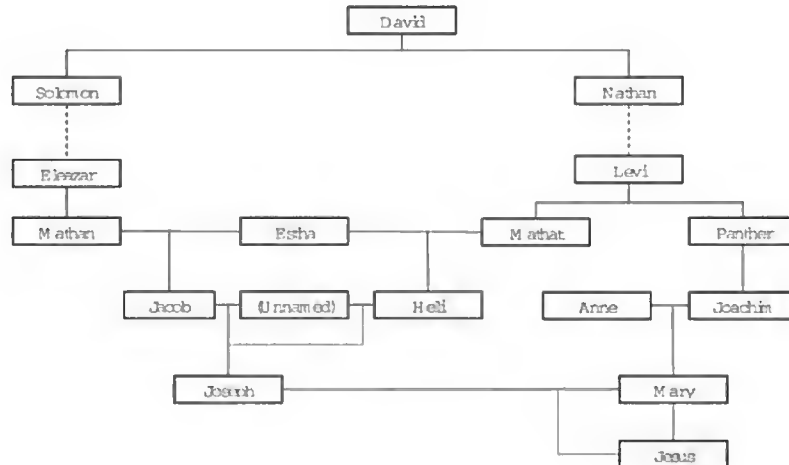 David
Solomon
Nathan
Eleazar
Levi
Mathan
Estha
Mathat
Panther
Jacob
(Unnamed)
Heli
Anne
Joachim
Joseph
Mary
Jesus